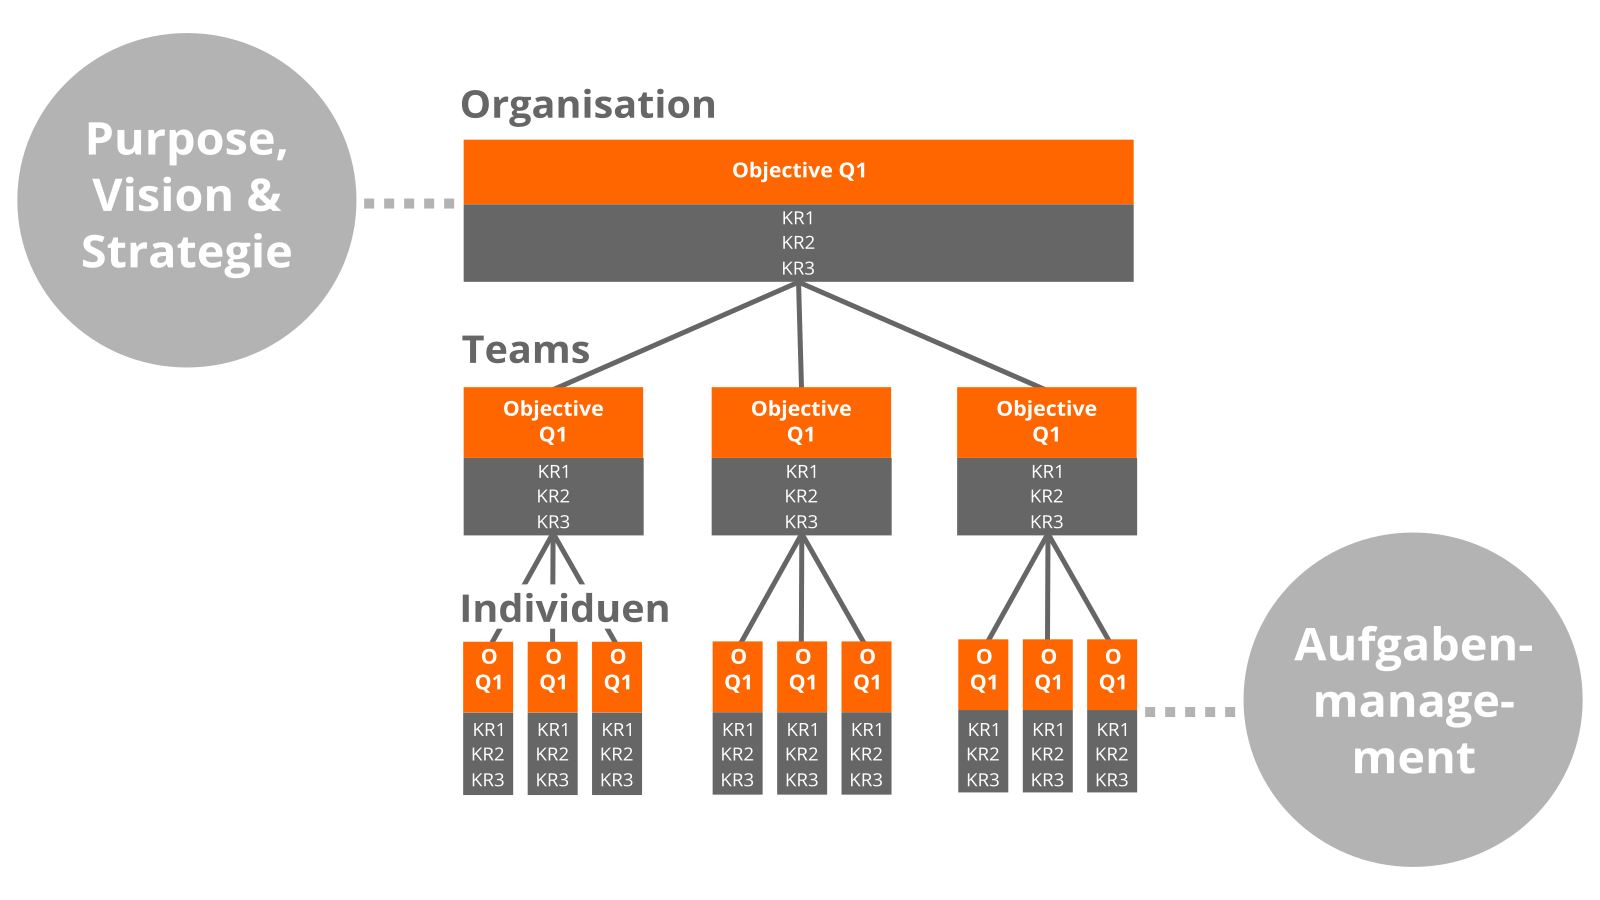 Purpose,
Vision &
Strategie
Organisation
Objective Q1
KR1
KR2
KR3
Teams
Objective
Q1
KR1
KR2
KR3
Objective
Q1
KR1
KR2
KR3
Objective
Q1
KR1
KR2
KR3
Individuen
O
Q1
KR1
KR2
KR3
O
Q1
KR1
KR2
KR3
O
Q1
KR1
KR2
KR3
O
Q1
KR1
KR2
KR3
O
Q1
KR1
KR2
KR3
O
Q1
KR1
KR2
KR3
O
Q1
KR1
KR2
KR3
O
Q1
KR1
KR2
KR3
O
Q1
KR1
KR2
KR3
Aufgaben-
manage-
ment